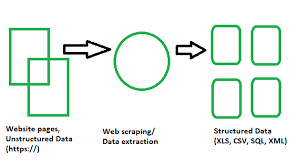 Website pages,
Unstructured Data
(https://)
Web scraping/
Data extraction
Structured Data
(XLS, CSV, SQL, XML)